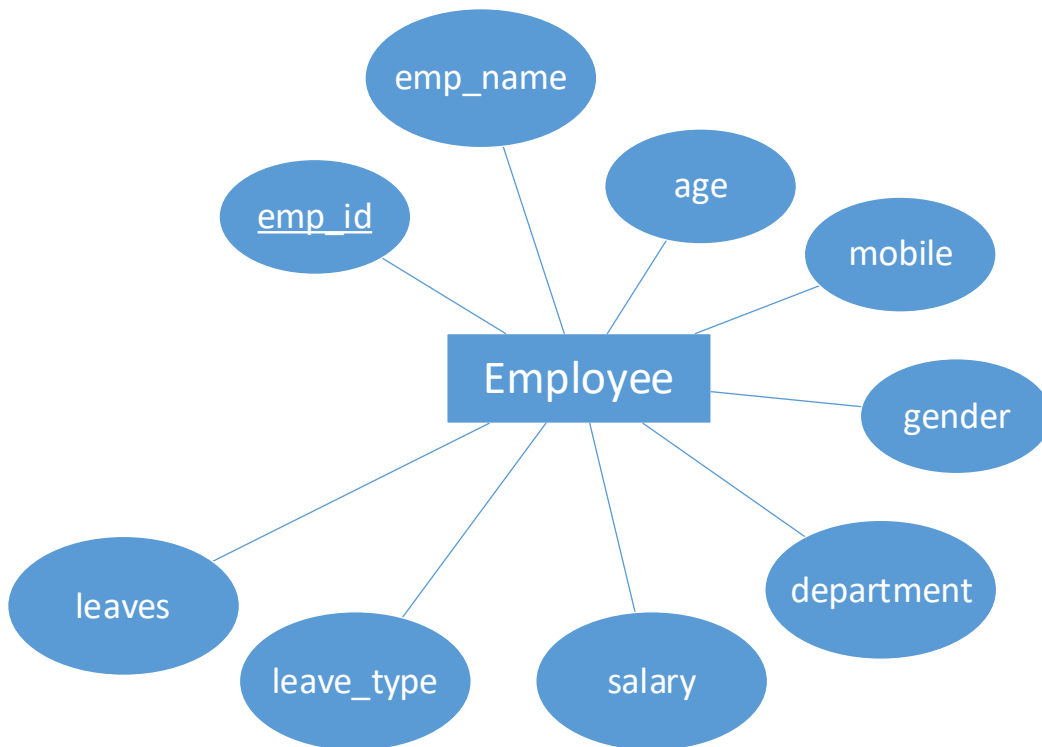 emp_name
age
emp_id
mobile
Employee
gender
department
leaves
leave_type
salary